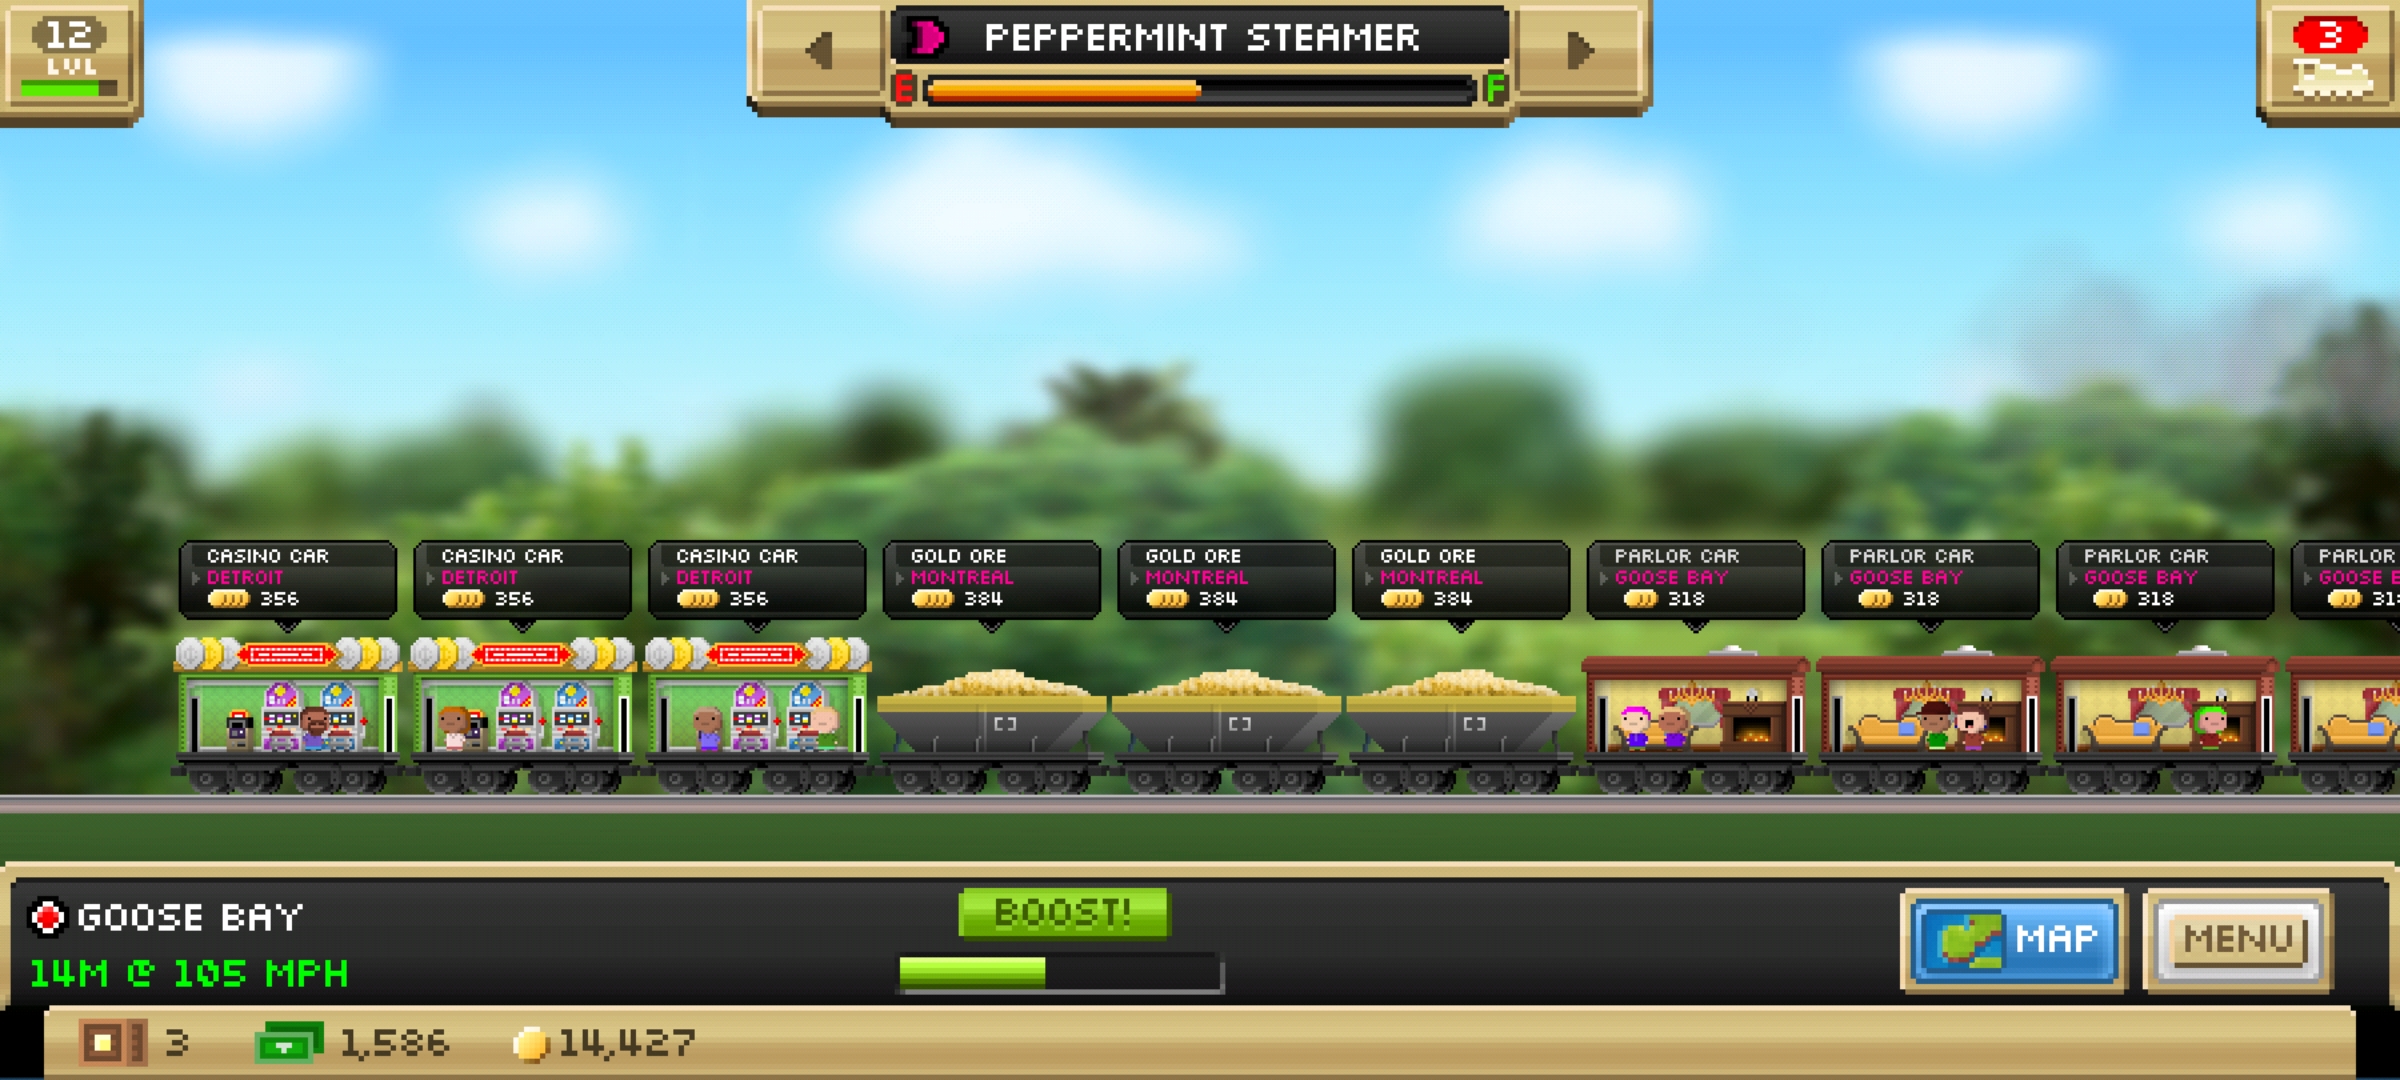 12
LVL
PEPPERMINT STEAMER
E
F
3
CASINO CAR
DETROIT
356
CASINO CAR
DETROIT
356
CASINO CAR
DETROIT
356
GOLD ORE
MONTREAL
384
GOLD ORE
MONTREAL
384
GOLD ORE
MONTREAL
384
PARLOR CAR
GOOSE BAY
318
PARLOR CAR
GOOSE BAY
318
PARLOR CAR
GOOSE BAY
318
PARLOR
GOOSE
GOOSE BAY
14M @ 105 MPH
BOOST!
MAP
MENU
3
1,586
14,427